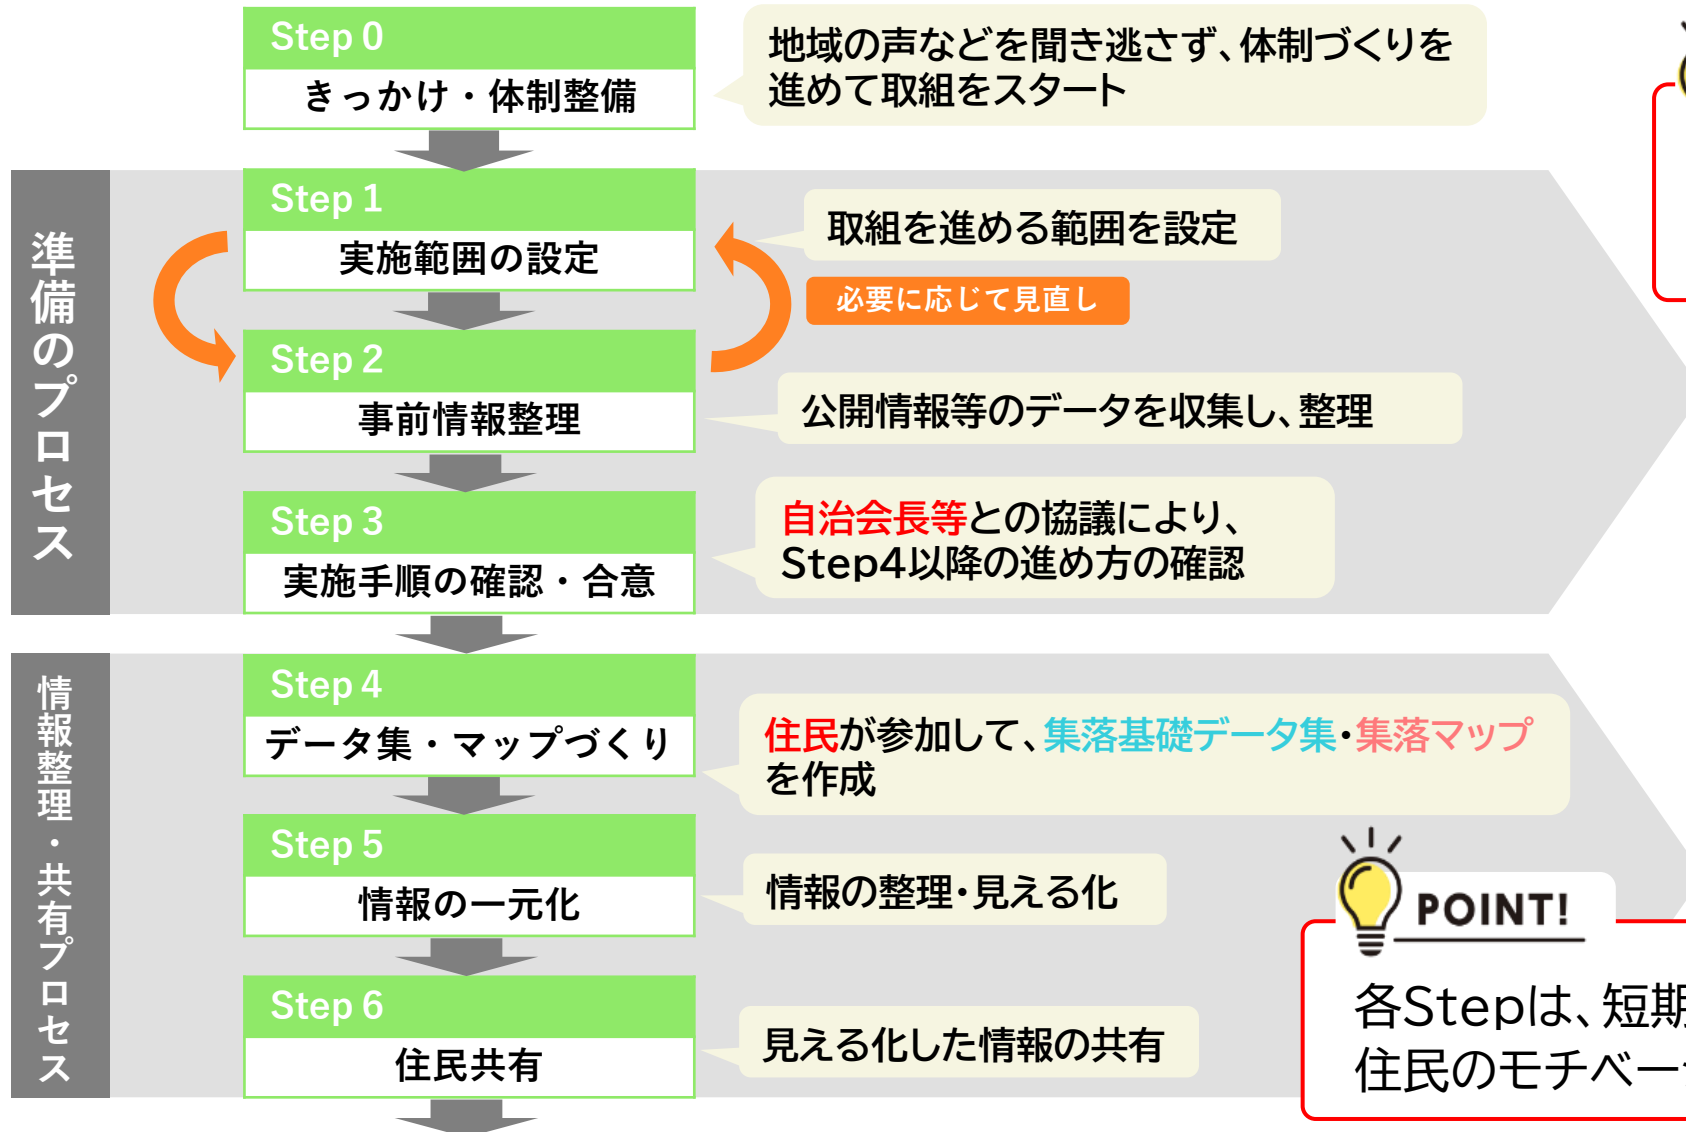 Step 0
きっかけ・体制整備
地域の声などを聞き逃さず、体制づくりを
進めて取組をスタート
準備のプロセス
Step 1
実施範囲の設定
取組を進める範囲を設定
必要に応じて見直し
Step 2
事前情報整理
公開情報等のデータを収集し、整理
Step 3
実施手順の確認・合意
自治会長等との協議により、
Step4以降の進め方の確認
情報整理・共有プロセス
Step 4
データ集・マップづくり
住民が参加して、集落基礎データ集・集落マップ
を作成
Step 5
情報の一元化
情報の整理・見える化
Step 6
住民共有
見える化した情報の共有
POINT!
各Stepは、短期
住民のモチベー